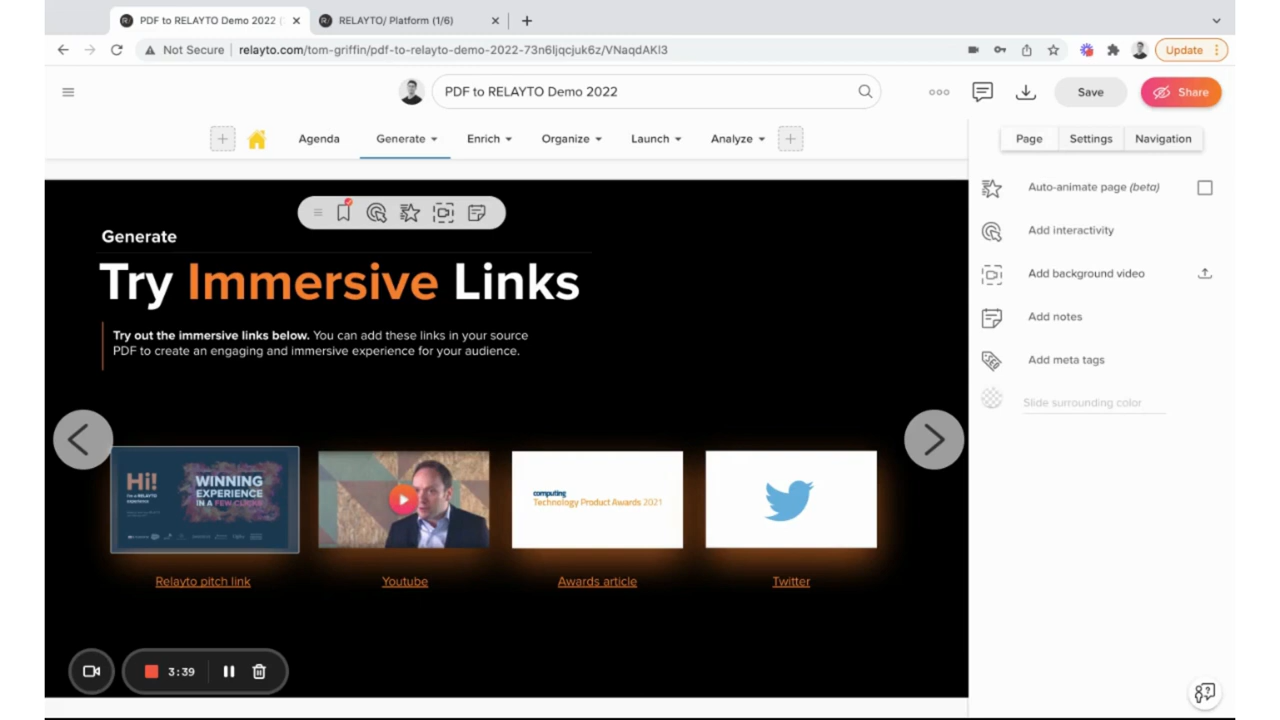 PDF to RELAYTO Demo 2022
RELAYTO/ Platform (1/6)
Not Secure
relayto.com/tom-griffin/pdf-to-relayto-demo-2022-73n6ljqcjuk6z/VNaqdAKl3
Update
PDF to RELAYTO Demo 2022
Save
Share
Agenda
Generate
Enrich
Organize
Launch
Analyze
Page
Settings
Navigation
Auto-animate page (beta)
Add interactivity
Add background video
Add notes
Add meta tags
Slide surrounding color
Generate
Try Immersive Links
Try out the immersive links below. You can add these links in your source
PDF to create an engaging and immersive experience for your audience.
Hi!
WINNING
EXPERIENCE
IN A FEW CLICKS
computing
Technology Product Awards 2021
Relayto pitch link
Youtube
Awards article
Twitter
3:39